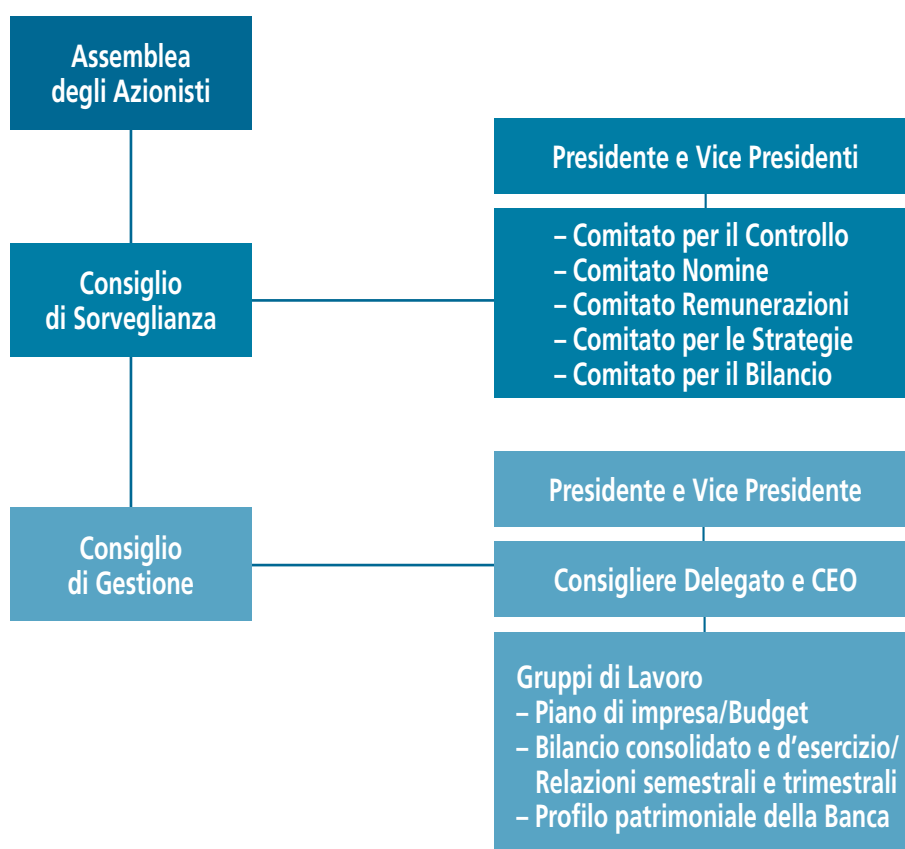 Assemblea
degli Azionisti
Presidente e Vice Presidenti
Consiglio
di Sorveglianza
– Comitato per il Controllo
– Comitato Nomine
– Comitato Remunerazioni
– Comitato per le Strategie
– Comitato per il Bilancio
Presidente e Vice Presidente
Consiglio
di Gestione
Consigliere Delegato e CEO
Gruppi di Lavoro
– Piano di impresa/Budget
– Bilancio consolidato e d'esercizio/
Relazioni semestrali e trimestrali
– Profilo patrimoniale della Banca